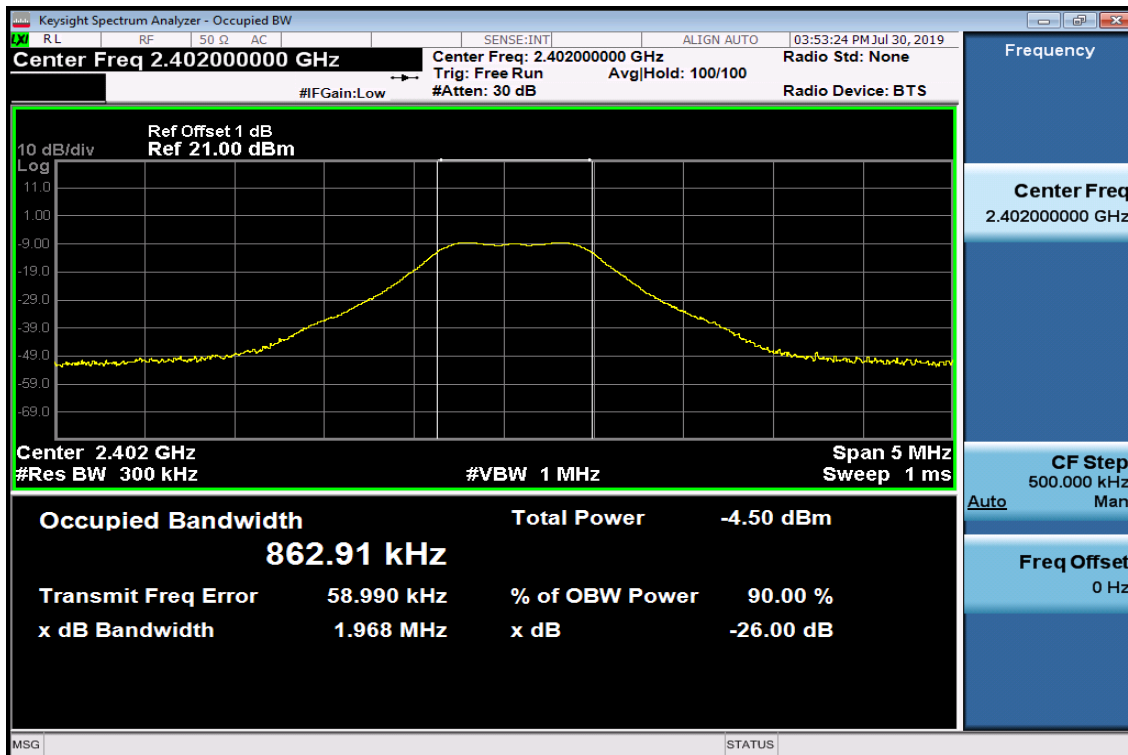 Keysight Spectrum Analyzer - Occupied BW
LXI RL RF 50 Ω AC SENSE:INT ALIGN AUTO 03:53:24 PM Jul 30, 2019
Center Freq 2.402000000 GHz
Center Freq: 2.402000000 GHz Radio Std: None
Trig: Free Run Avg|Hold: 100/100
#IFGain:Low #Atten: 30 dB Radio Device: BTS
Ref Offset 1 dB
10 dB/div Ref 21.00 dBm
Log
11.0
1.00
-9.00
-19.0
-29.0
-39.0
-49.0
-59.0
-69.0
Center 2.402 GHz Span 5 MHz
#Res BW 300 kHz #VBW 1 MHz Sweep 1 ms
Occupied Bandwidth Total Power -4.50 dBm
862.91 kHz
Transmit Freq Error 58.990 kHz % of OBW Power 90.00 %
x dB Bandwidth 1.968 MHz x dB -26.00 dB
MSG STATUS
Frequency
Center Freq
2.402000000 GHz
CF Step
500.000 kHz
Auto Man
Freq Offset
0 Hz